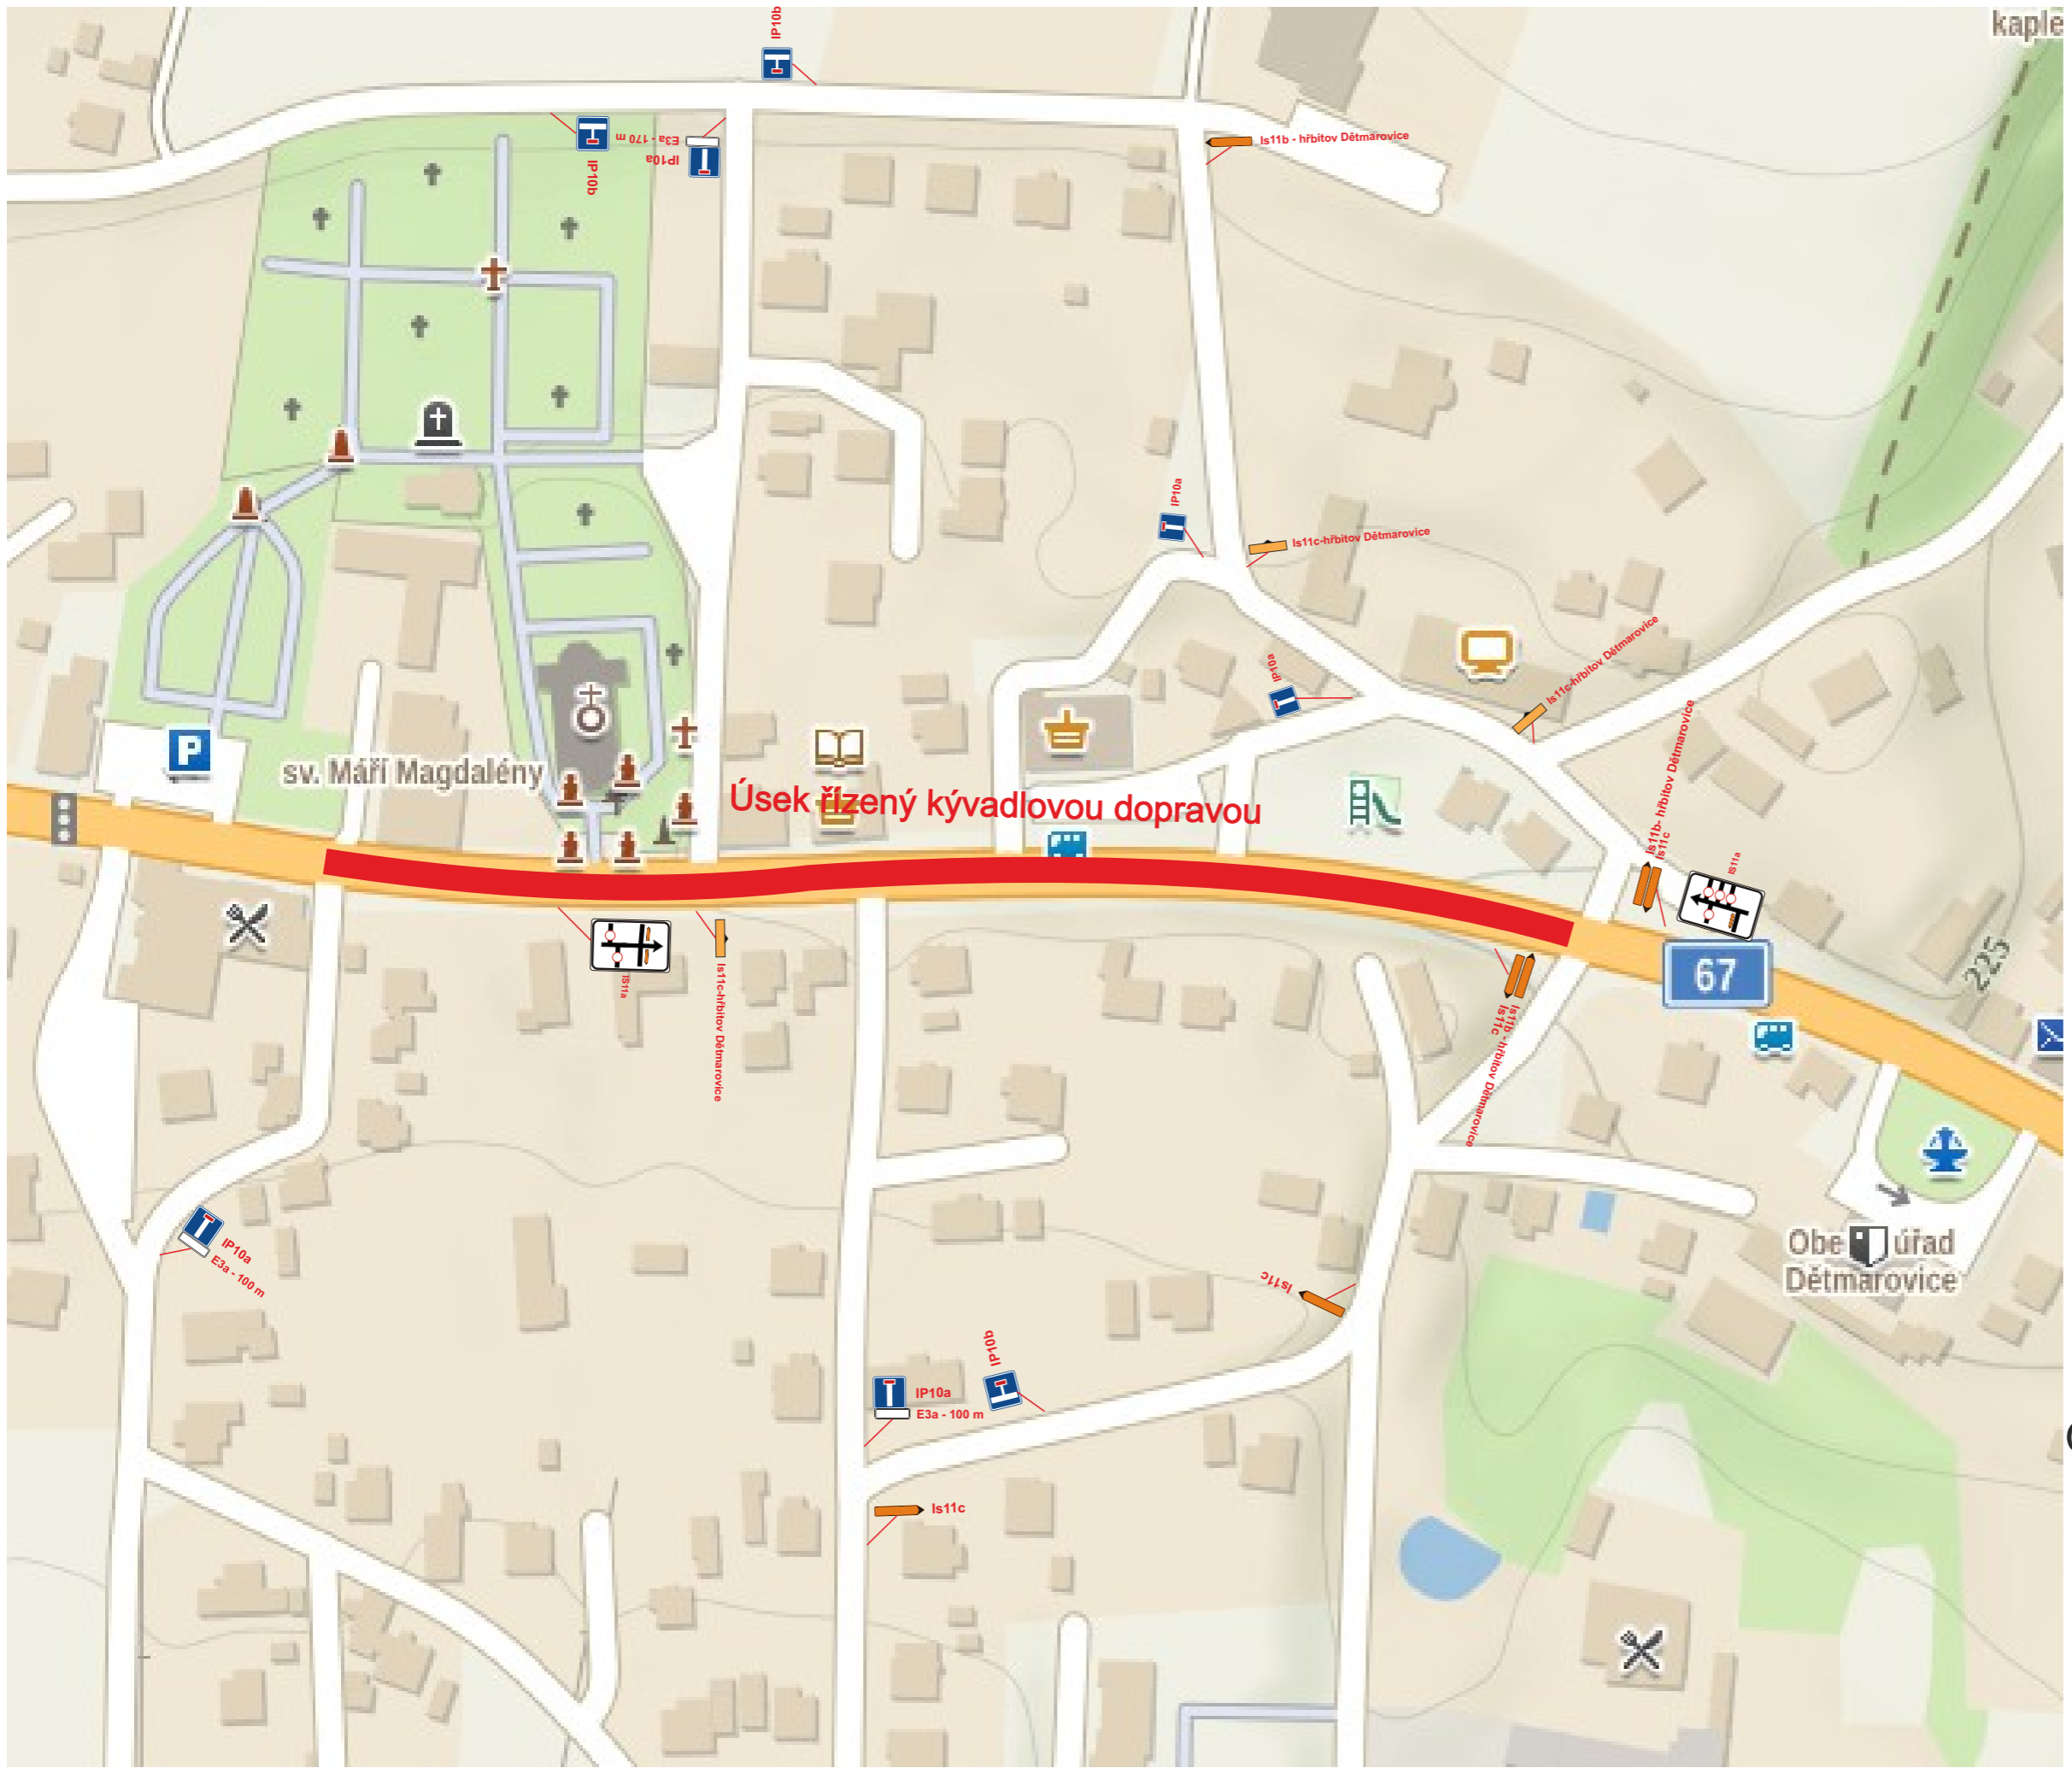 kaple
IP10b
E3a - 170 m
IP10a
IP10b
Is11b - hřbitov Dětmarovice
IP10a
Is11c-hřbitov Dětmarovice
Is11c-hřbitov Dětmarovice
IP10a
Is11b- hřbitov Dětmarovice
Is11c
P
sv. Máří Magdalény
Úsek řízený kývadlovou dopravou
Is11a
IS11a
Is11c-hřbitov Dětmarovice
67
225
Is11b - hřbitov Dětmarovice
Is11c
IP10a
E3a - 100 m
Obe úřad
Dětmarovice
Is11c
IP10b
IP10a
E3a - 100 m
Is11c